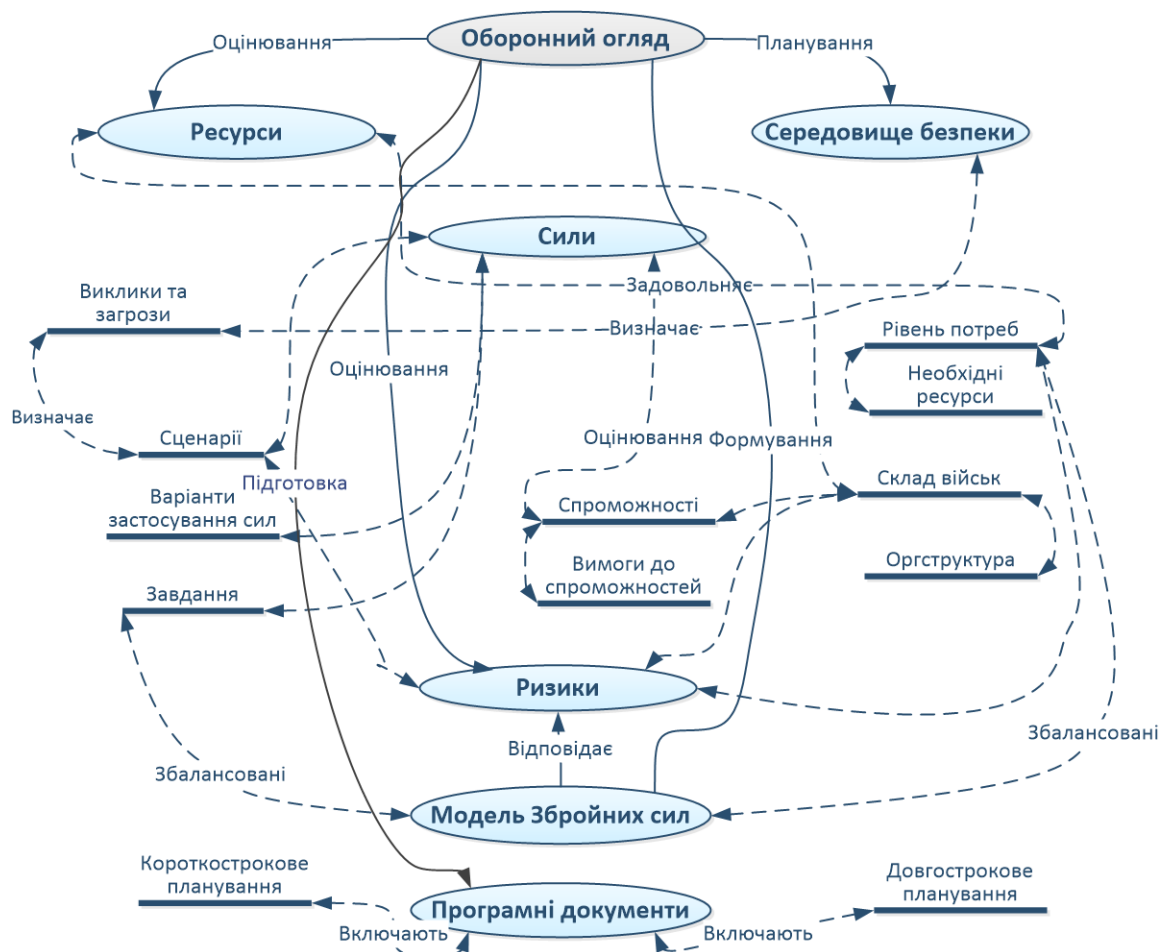 Оборонний огляд
Оцінювання
Планування
Ресурси
Середовище безпеки
Сили
Задовольняє
Виклики та
загрози
Визначає
Рівень потреб
Оцінювання
Необхідні
ресурси
Визначає
Сценарії
Оцінювання
Формування
Підготовка
Склад військ
Варіанти
застосування сил
Спроможності
Оргструктура
Вимоги до
спроможностей
Завдання
Ризики
Збалансовані
Відповідає
Збалансовані
Модель Збройних сил
Короткострокове
планування
Довгострокове
планування
Програмні документи
Включають
Включають